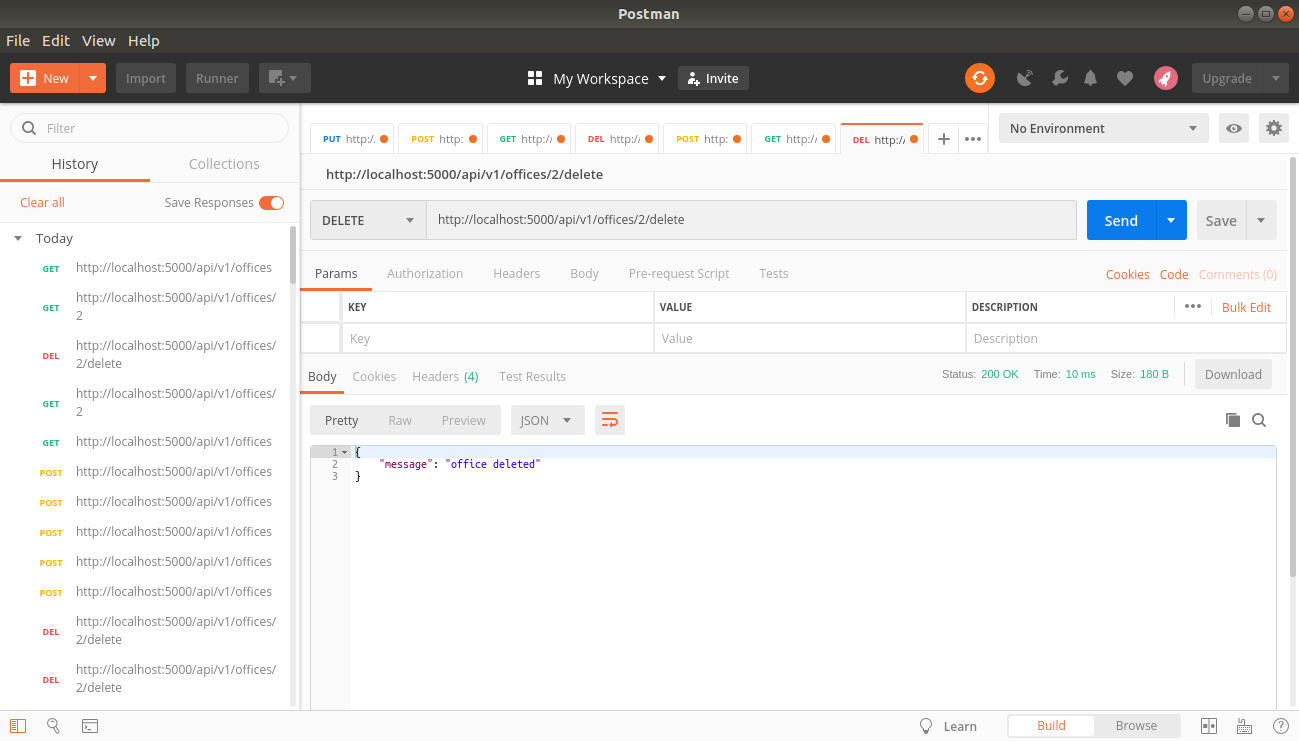 Postman
File Edit View Help
New Import Runner My Workspace Invite Upgrade
Filter
History Collections
Clear all Save Responses
Today
GET http://localhost:5000/api/v1/offices
GET http://localhost:5000/api/v1/offices/
2
DEL http://localhost:5000/api/v1/offices/
2/delete
GET http://localhost:5000/api/v1/offices/
2
GET http://localhost:5000/api/v1/offices
POST http://localhost:5000/api/v1/offices
POST http://localhost:5000/api/v1/offices
POST http://localhost:5000/api/v1/offices
POST http://localhost:5000/api/v1/offices
POST http://localhost:5000/api/v1/offices
DEL http://localhost:5000/api/v1/offices/
2/delete
DEL http://localhost:5000/api/v1/offices/
2/delete
PUT http:/. POST http: GET http:// DEL http:/ POST http: GET http:// DEL http:// + ••• No Environment
http://localhost:5000/api/v1/offices/2/delete
DELETE http://localhost:5000/api/v1/offices/2/delete Send Save
Params Authorization Headers Body Pre-request Script Tests Cookies Code Comments (0)
KEY VALUE DESCRIPTION ••• Bulk Edit
Key Value Description
Body Cookies Headers (4) Test Results Status: 200 OK Time: 10 ms Size: 180 B Download
Pretty Raw Preview JSON
1 {
2 "message": "office deleted"
3 }
Learn Build Browse ?